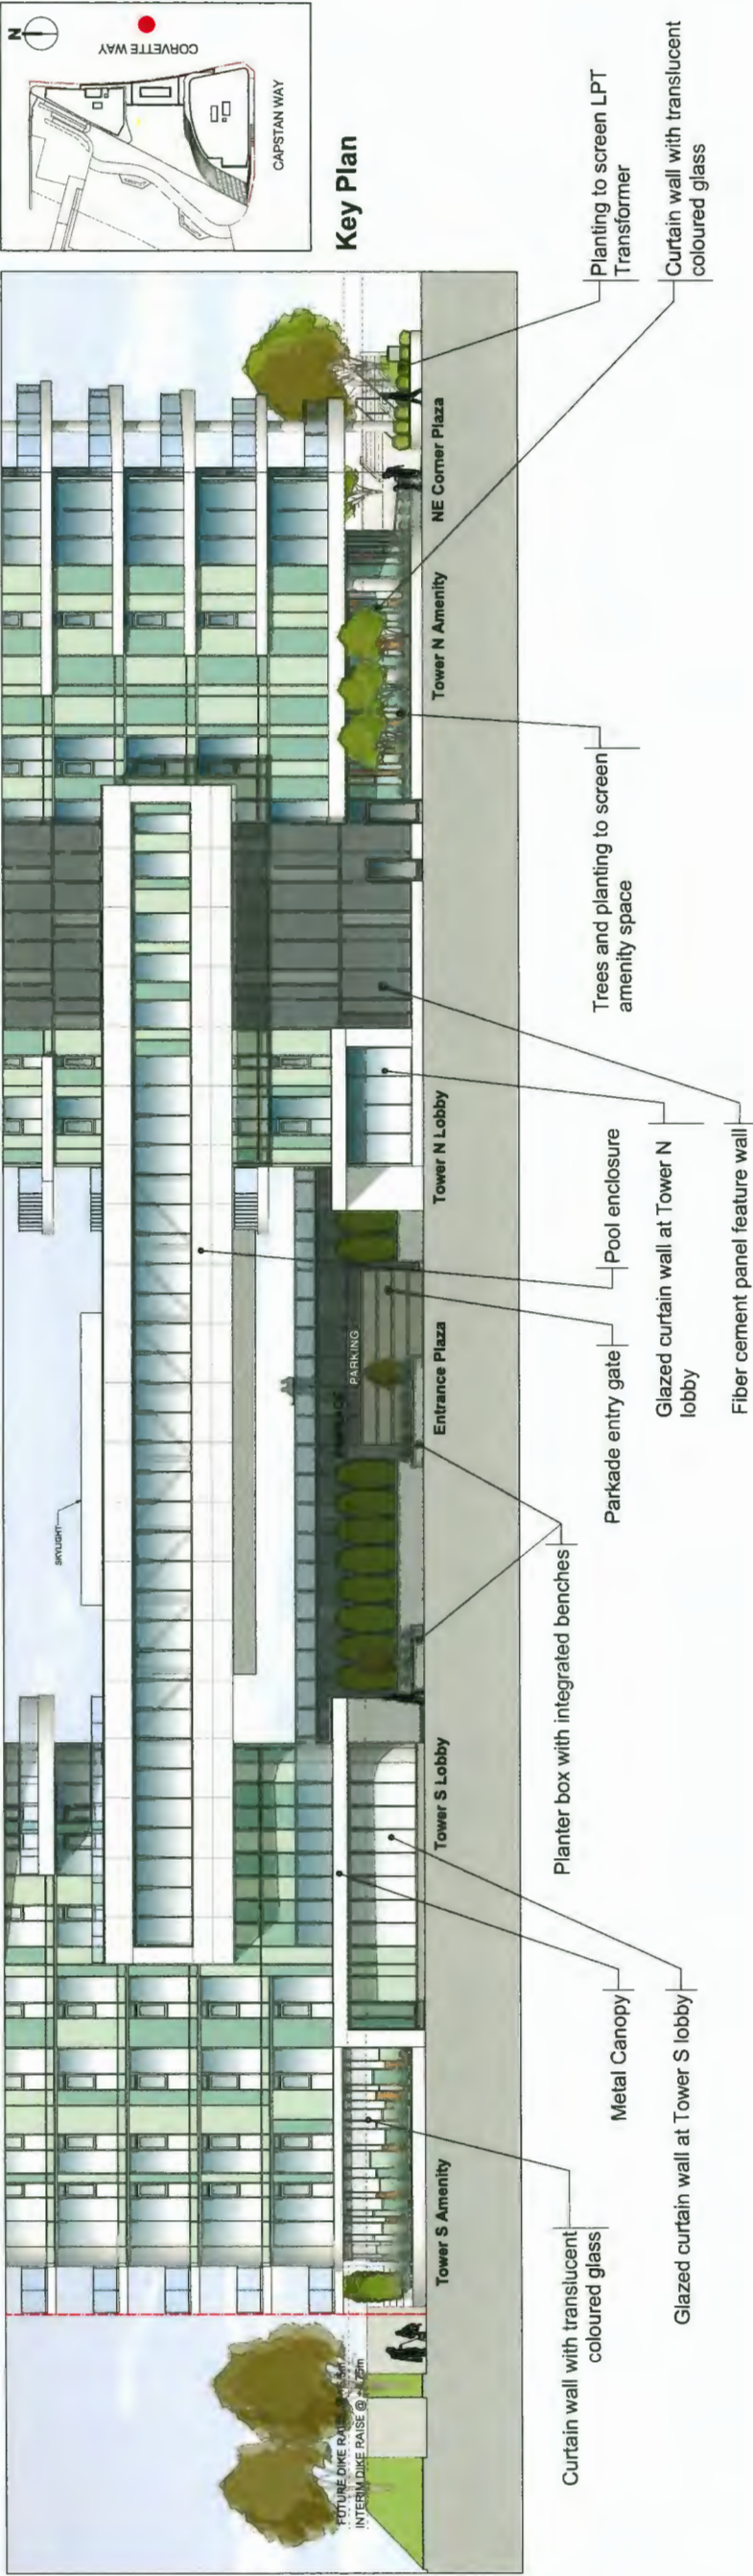 N
CORVETTE WAY
CAPSTAN WAY
Key Plan
SKYLIGHT
PARKING
FUTURE DIKE RAISE @
INTERIM DIKE RAISE @
Tower S Amenity
Tower S Lobby
Entrance Plaza
Tower N Lobby
Tower N Amenity
NE Corner Plaza
Curtain wall with translucent
coloured glass
Glazed curtain wall at Tower S lobby
Metal Canopy
Planter box with integrated benches
Parkade entry gate
Pool enclosure
Glazed curtain wall at Tower N
lobby
Fiber cement panel feature wall
Trees and planting to screen
amenity space
Planting to screen LPT
Transformer
Curtain wall with translucent
coloured glass